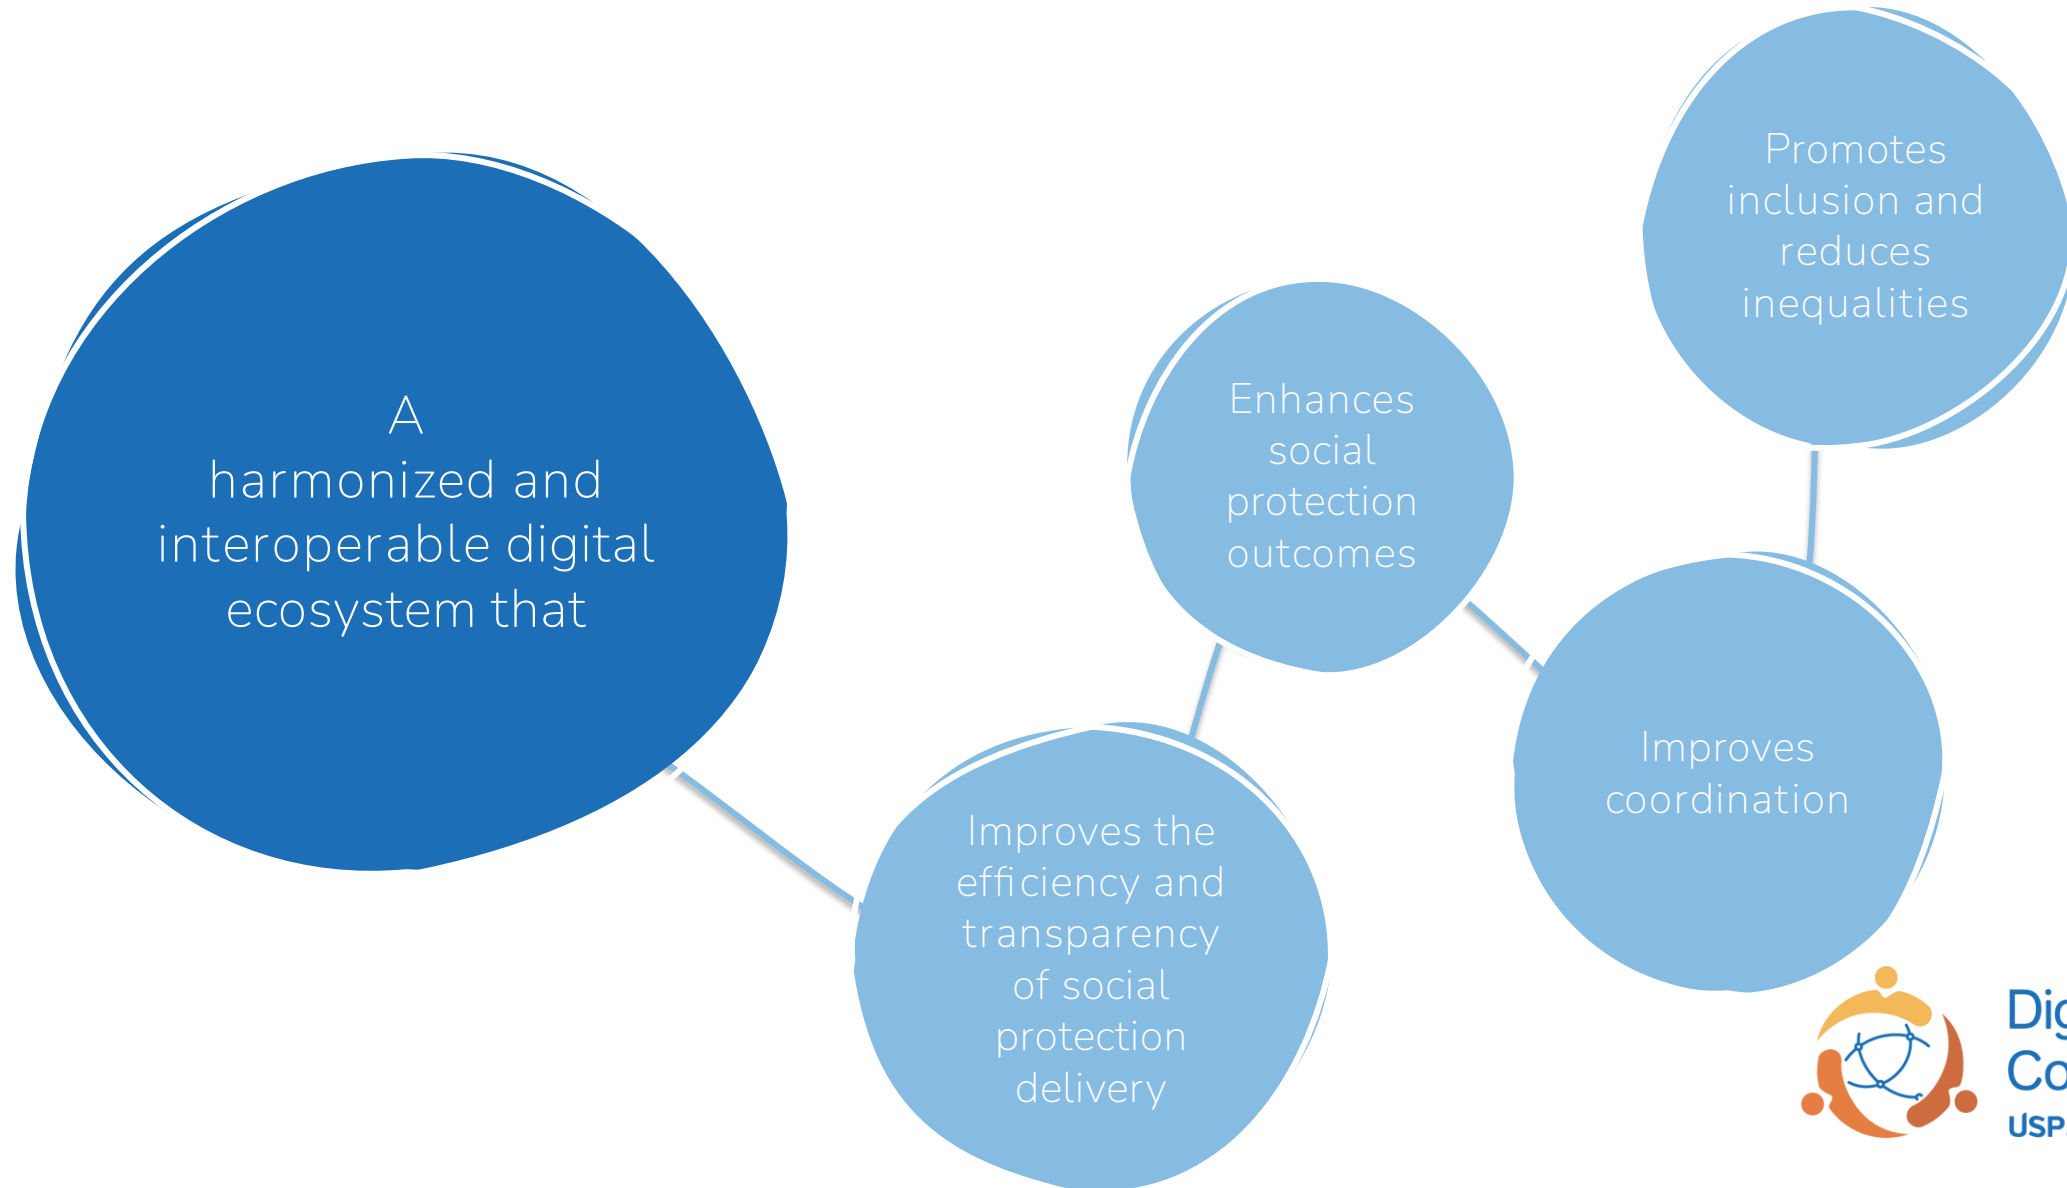 A
harmonized and
interoperable digital
ecosystem that
Improves the
efficiency and
transparency
of social
protection
delivery
Enhances
social
protection
outcomes
Improves
coordination
Promotes
inclusion and
reduces
inequalities